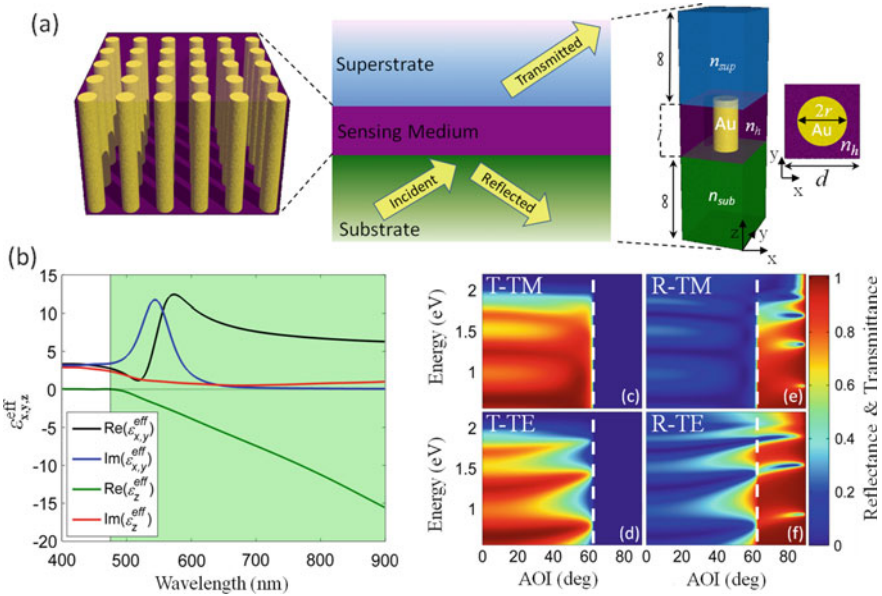 (a)
Superstrate
Transmitted
Sensing Medium
Incident
Reflected
Substrate
∞
n_sup
l
Au
n_h
∞
n_sub
z
y
x
2r
Au
n_h
y
x
d
(b)
15
10
5
0
-5
-10
-15
-20
ε^eff_x,y,z
Re(ε^eff_x,y)
Im(ε^eff_x,y)
Re(ε^eff_z)
Im(ε^eff_z)
400 500 600 700 800 900
Wavelength (nm)
T-TM
R-TM
2
1.5
1
Energy (eV)
(c)
(e)
T-TE
R-TE
2
1.5
1
Energy (eV)
(d)
(f)
0 20 40 60 80
0 20 40 60 80
AOI (deg)
AOI (deg)
1
0.8
0.6
0.4
0.2
0
Reflectance & Transmittance